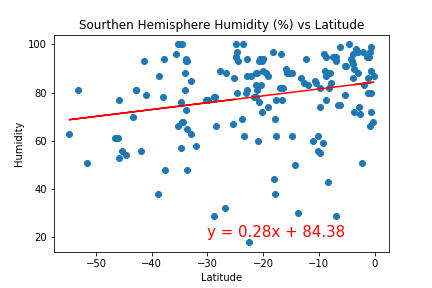 Sourthen Hemisphere Humidity (%) vs Latitude
100
80
60
40
20
Humidity
y = 0.28x + 84.38
−50
−40
−30
−20
−10
0
Latitude